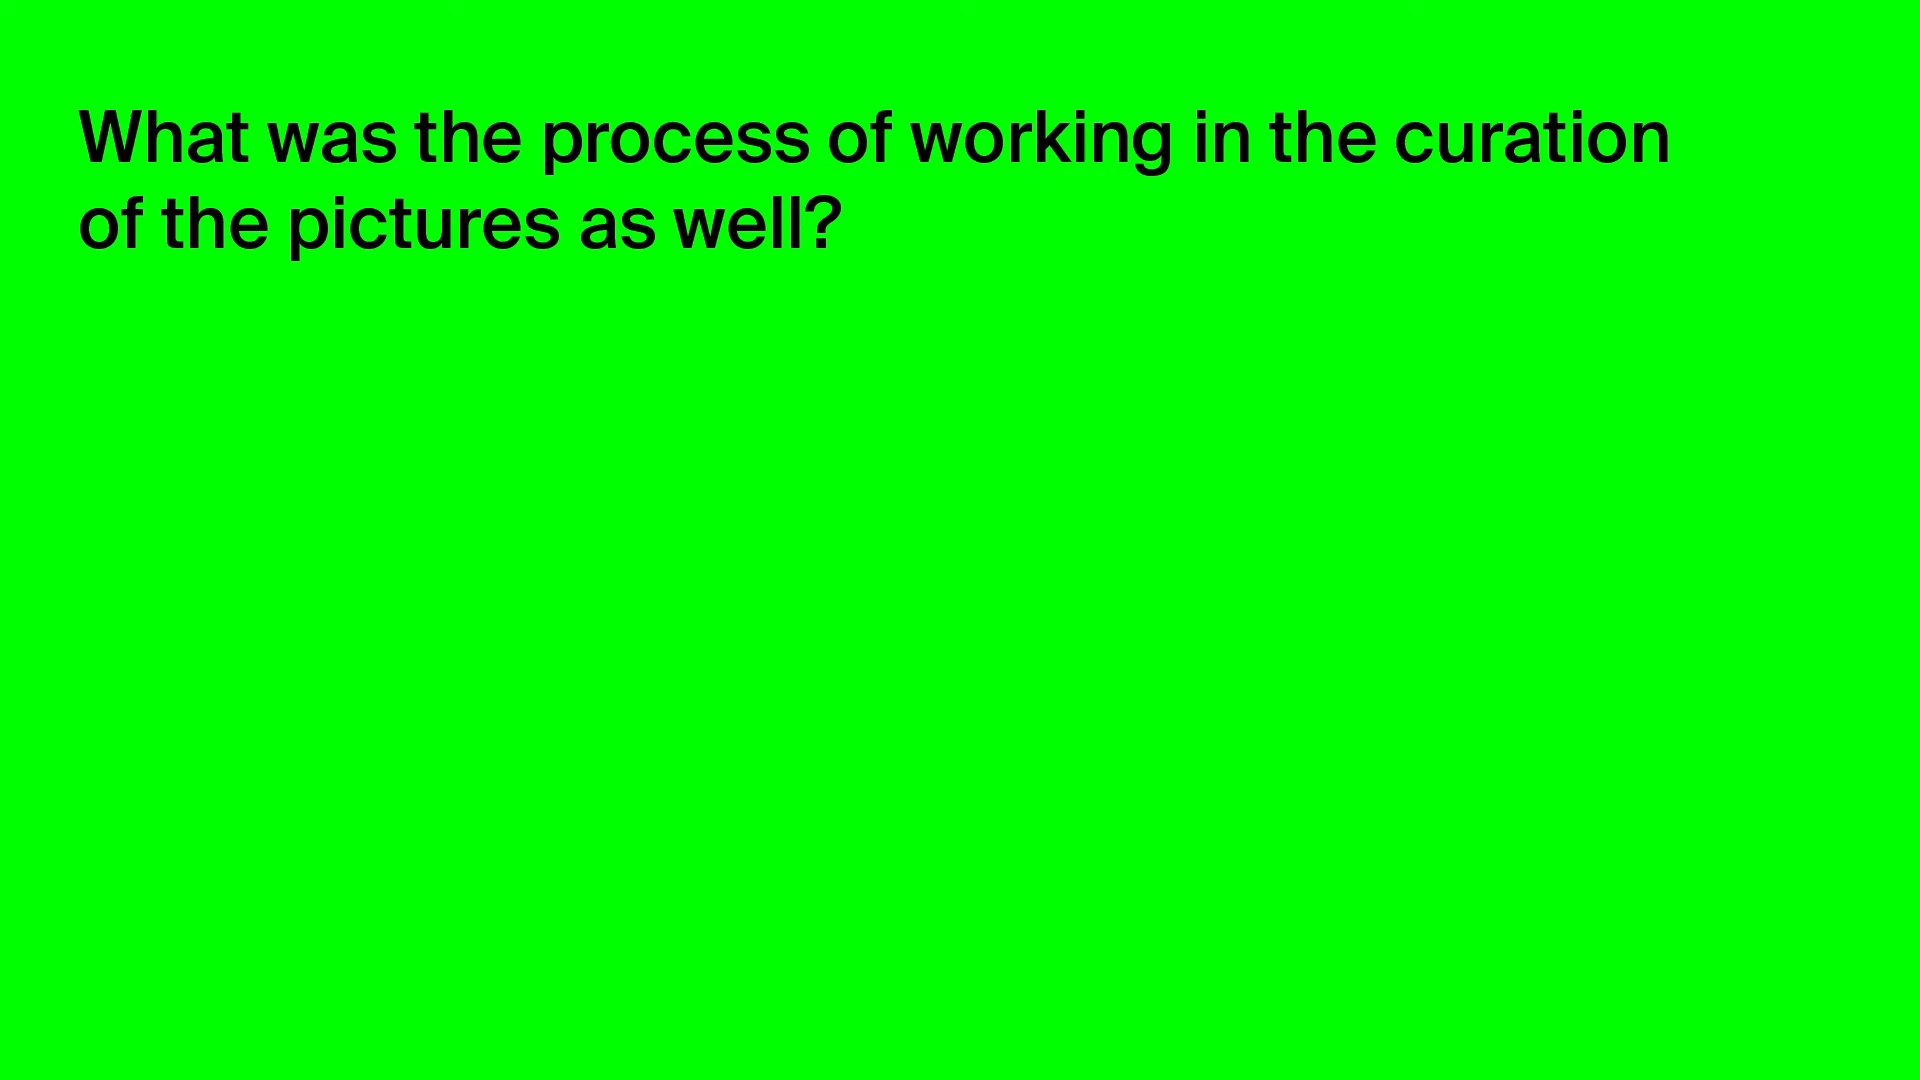 What was the process of working in the curation
of the pictures as well?